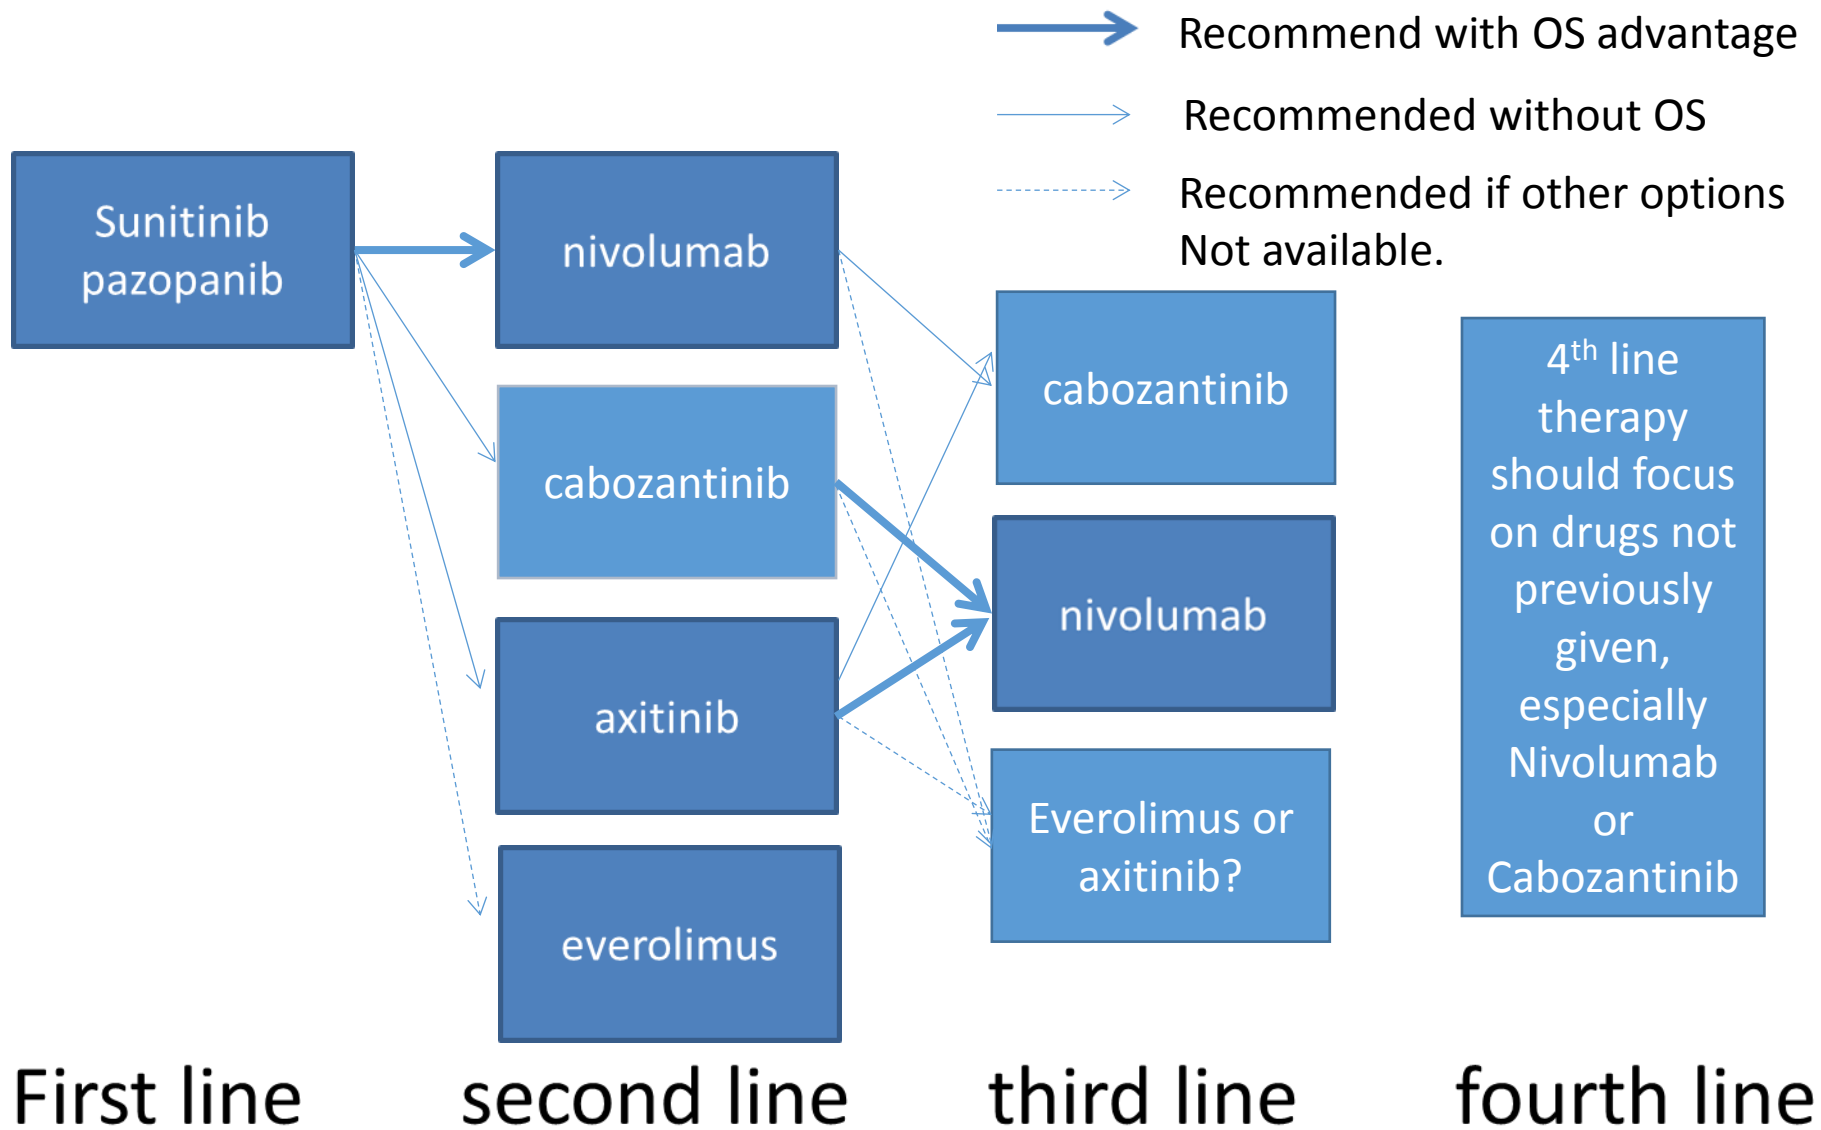 Recommend with OS advantage
Recommended without OS
Recommended if other options
Not available.
Sunitinib
pazopanib
nivolumab
cabozantinib
axitinib
everolimus
cabozantinib
nivolumab
Everolimus or
axitinib?
4th line
therapy
should focus
on drugs not
previously
given,
especially
Nivolumab
or
Cabozantinib
First line
second line
third line
fourth line